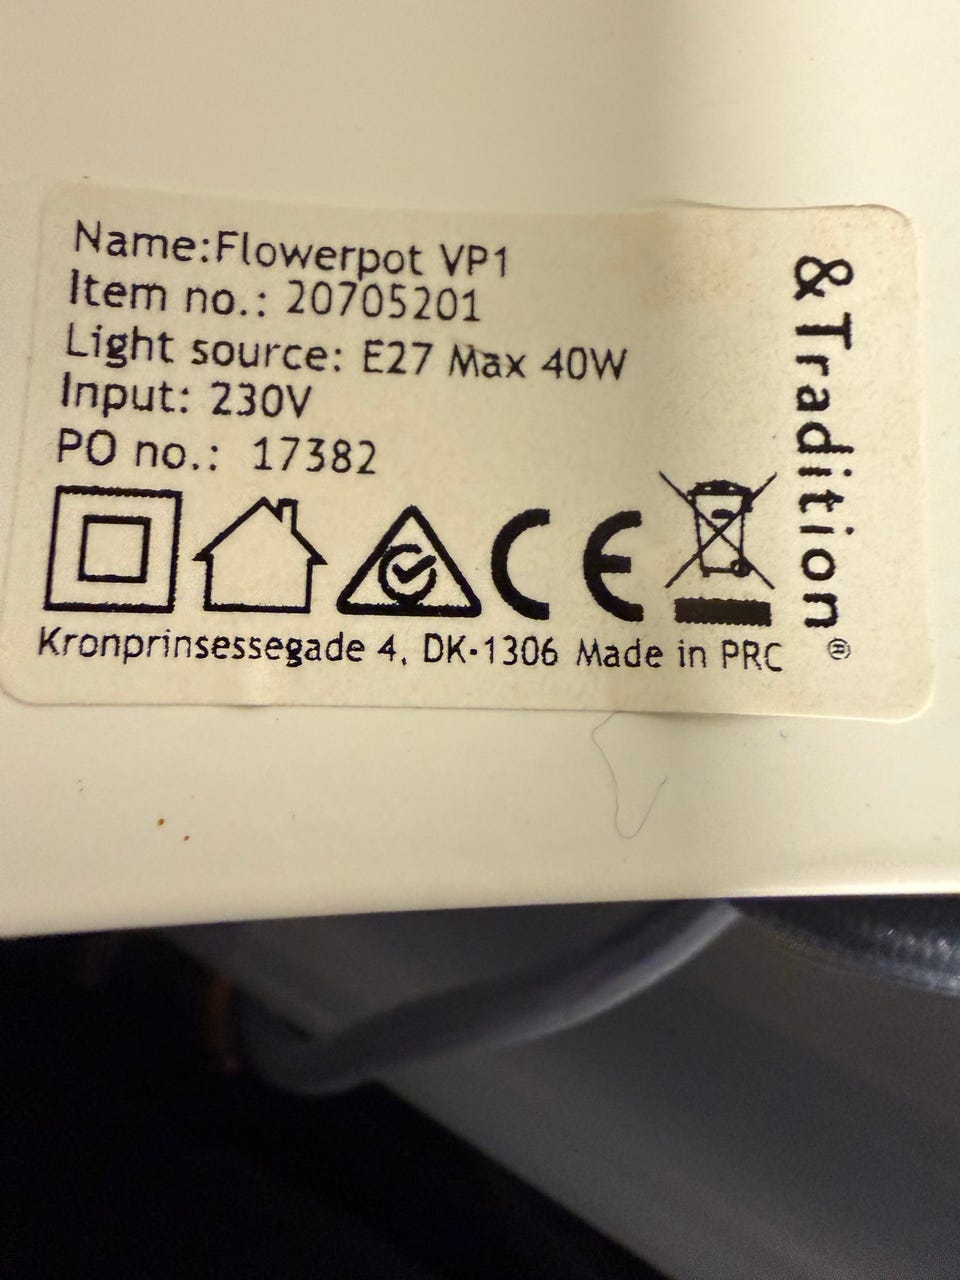 Name:Flowerpot VP1
Item no.: 20705201
Light source: E27 Max 40W
Input: 230V
PO no.: 17382
CE
Kronprinsessegade 4, DK-1306 Made in PRC
& Tradition®